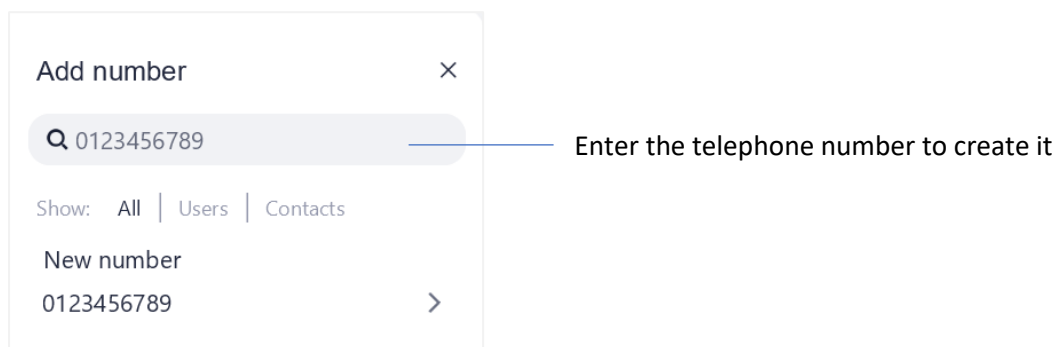 Add number
0123456789
Enter the telephone number to create it
Show: All | Users | Contacts
New number
0123456789